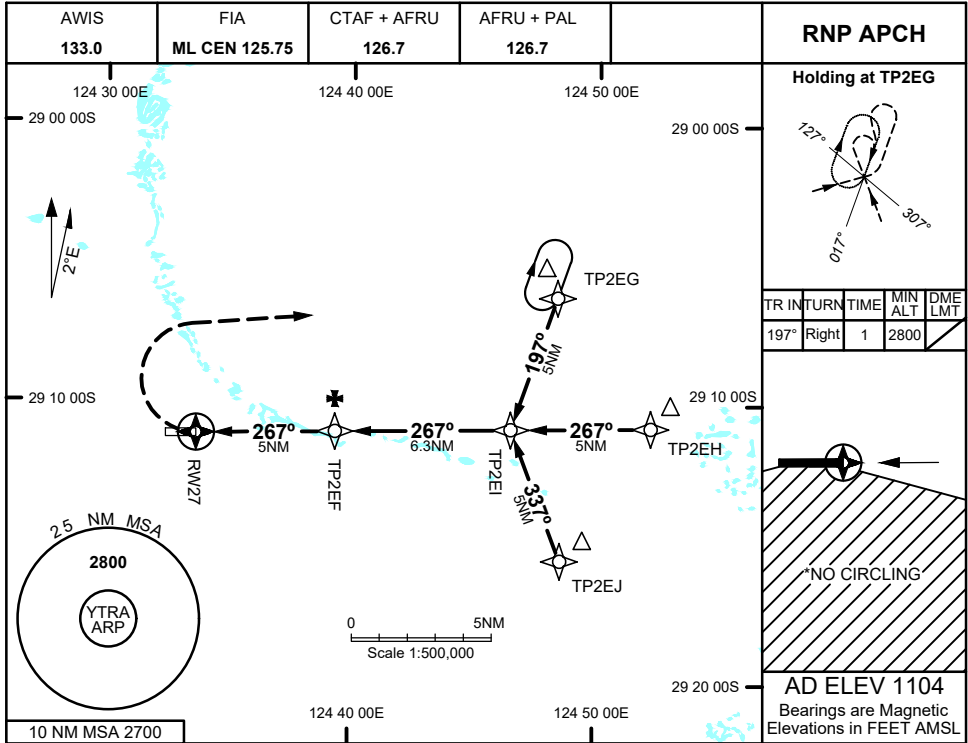 AWIS
133.0
FIA
ML CEN 125.75
CTAF + AFRU
126.7
AFRU + PAL
126.7
RNP APCH
124 30 00E
124 40 00E
124 50 00E
29 00 00S
29 00 00S
2°E
TP2EG
197°
5NM
29 10 00S
29 10 00S
267°
5NM
267°
6.3NM
267°
5NM
RW27
TP2EF
TP2EI
TP2EH
337°
5NM
TP2EJ
25 NM MSA
2800
YTRA
ARP
0 5NM
Scale 1:500,000
29 20 00S
124 40 00E
124 50 00E
10 NM MSA 2700
Holding at TP2EG
127°
307°
017°
TR IN TURN TIME MIN ALT DME LMT
197° Right 1 2800
*NO CIRCLING
AD ELEV 1104
Bearings are Magnetic
Elevations in FEET AMSL